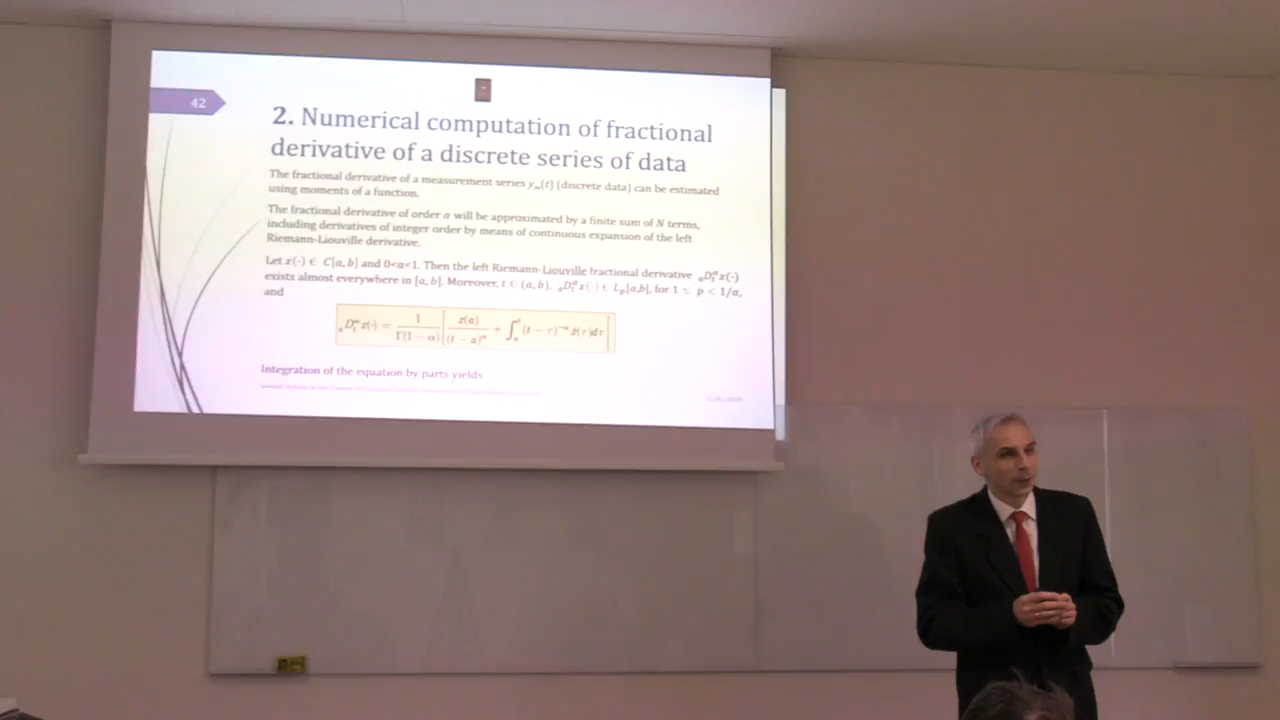 42
2. Numerical computation of fractional
derivative of a discrete series of data
The fractional derivative of a measurement series yₘ(t) (discrete data) can be estimated
using moments of a function.
The fractional derivative of order α will be approximated by a finite sum of N terms,
including derivatives of integer order by means of continuous expansion of the left
Riemann-Liouville derivative.
Let x(·) ∈ C[a, b] and 0<α<1. Then the left Riemann-Liouville fractional derivative ₐDₜᵅx(·)
exists almost everywhere in [a, b]. Moreover, t ∈ (a, b), ₐDₜᵅx(·) ∈ Lₚ[a,b], for 1 ≤ p < 1/α,
and
ₐDₜᵅx(·) = 1/Γ(1 − α) [ x(a)/(t − a)ᵅ + ∫ₐᵗ (t − τ)⁻ᵅ ẋ(τ)dτ ]
Integration of the equation by parts yields